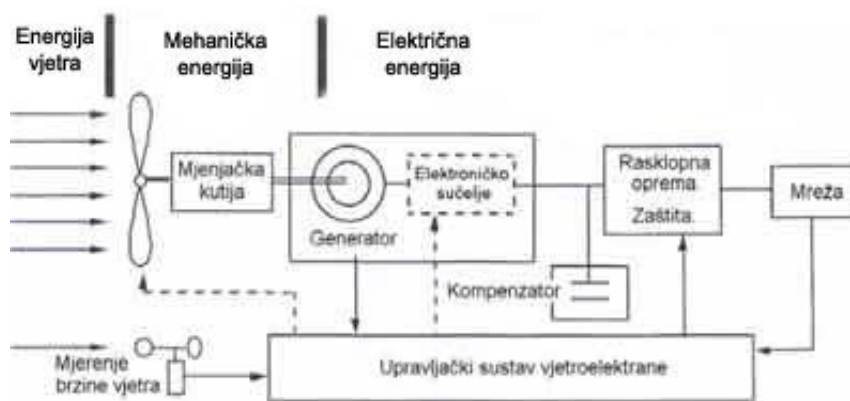 Energija
vjetra
Mehanička
energija
Električna
energija
Mjenjačka
kutija
Generator
Elektroničko
sučelje
Kompenzator
Rasklopna
oprema
Zaštita
Mreža
Mjerenje
brzine vjetra
Upravljački sustav vjetroelektrane